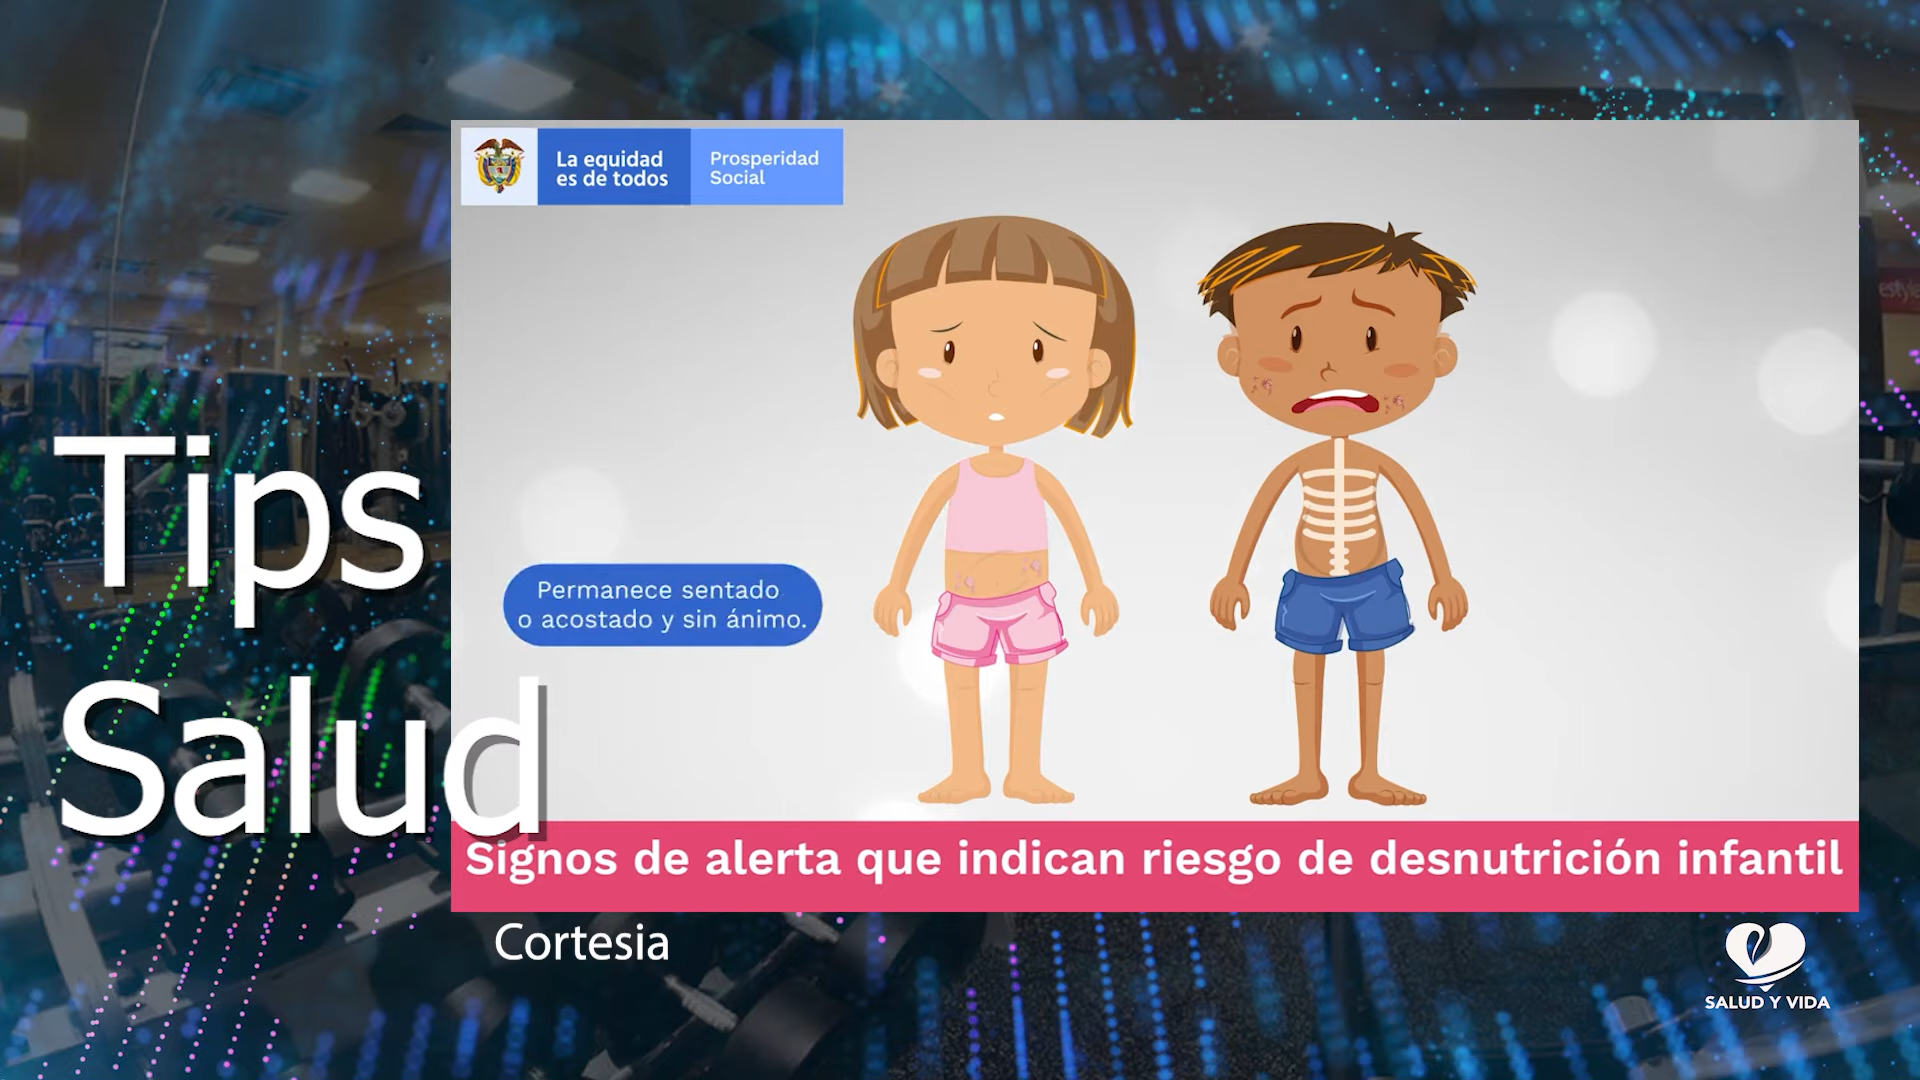 La equidad
es de todos
Prosperidad
Social
Tips
Salud
Permanece sentado
o acostado y sin ánimo.
Signos de alerta que indican riesgo de desnutrición infantil
Cortesia
SALUD Y VIDA